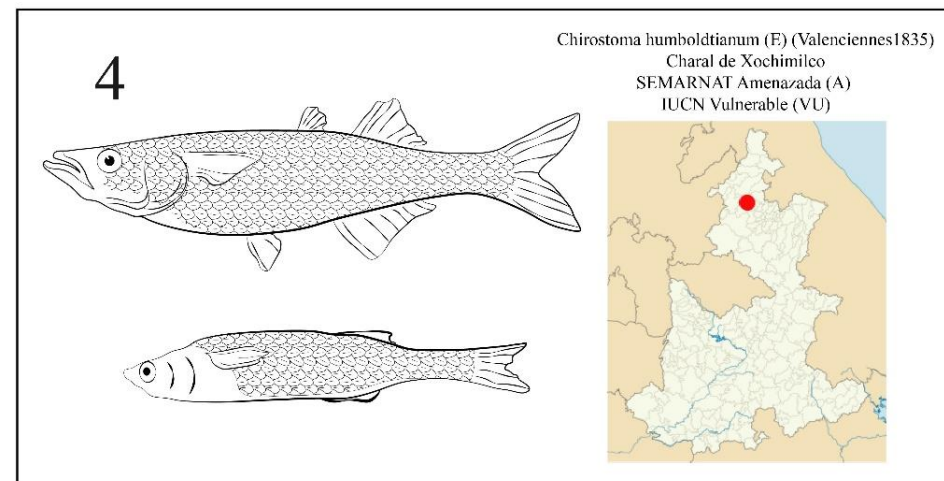 4
Chirostoma humboldtianum (E) (Valenciennes1835)
Charal de Xochimilco
SEMARNAT Amenazada (A)
IUCN Vulnerable (VU)